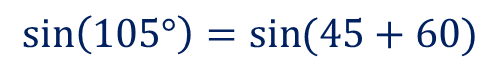 sin(105°) = sin(45 + 60)